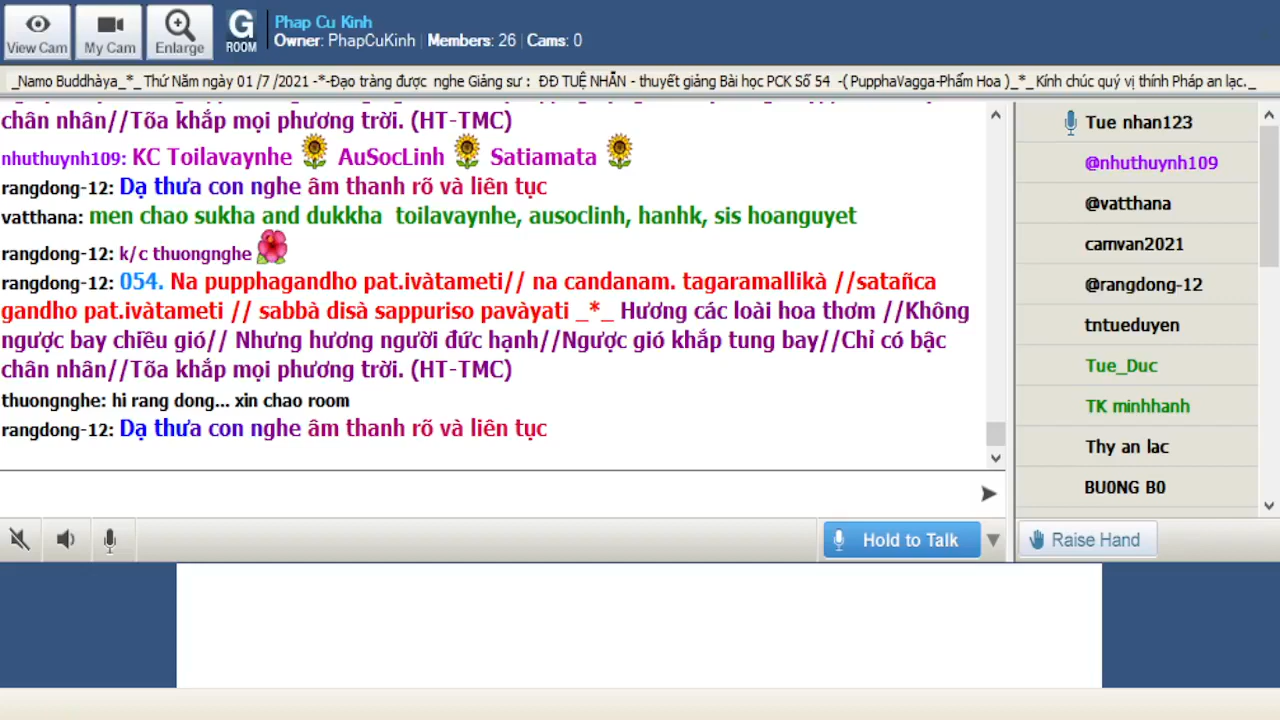 View Cam
My Cam
Enlarge
G
ROOM
Phap Cu Kinh
Owner: PhapCuKinh | Members: 26 | Cams: 0
_Namo Buddhàya_*_ Thứ Năm ngày 01 /7 /2021 -*-Đạo tràng được nghe Giảng sư : ĐĐ TUỆ NHẪN - thuyết giảng Bài học PCK Số 54 -( PupphaVagga-Phẩm Hoa )_*_ Kính chúc quý vị thính Pháp an lạc._
chân nhân//Tõa khắp mọi phương trời. (HT-TMC)
nhuthuynh109: KC Toilavaynhe AuSocLinh Satiamata
rangdong-12: Dạ thưa con nghe âm thanh rõ và liên tục
vatthana: men chao sukha and dukkha toilavaynhe, ausoclinh, hanhk, sis hoanguyet
rangdong-12: k/c thuongnghe
rangdong-12: 054. Na pupphagandho pat.ivàtameti// na candanam. tagaramallikà //satañca
gandho pat.ivàtameti // sabbà disà sappuriso pavàyati _*_ Hương các loài hoa thơm //Không
ngược bay chiều gió// Nhưng hương người đức hạnh//Ngược gió khắp tung bay//Chỉ có bậc
chân nhân//Tõa khắp mọi phương trời. (HT-TMC)
thuongnghe: hi rang dong... xin chao room
rangdong-12: Dạ thưa con nghe âm thanh rõ và liên tục
Tue nhan123
@nhuthuynh109
@vatthana
camvan2021
@rangdong-12
tntueduyen
Tue_Duc
TK minhhanh
Thy an lac
BU0NG B0
Hold to Talk
Raise Hand